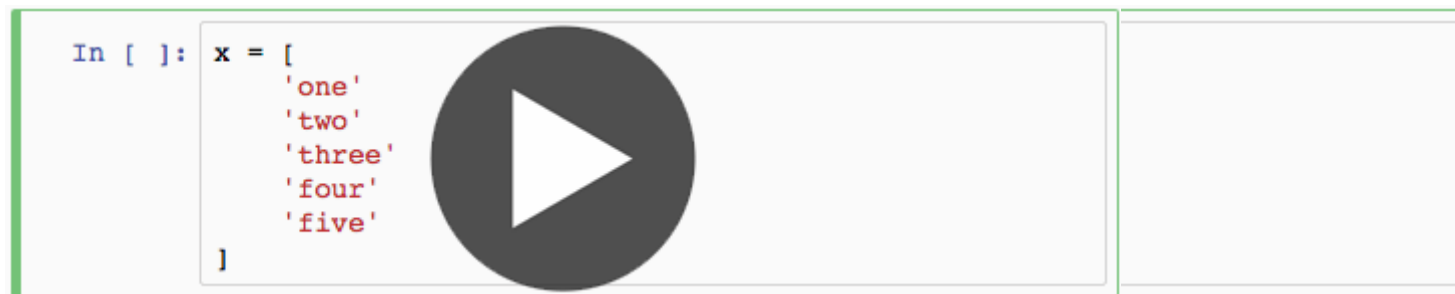 In [ ]: x = [
'one'
'two'
'three'
'four'
'five'
]